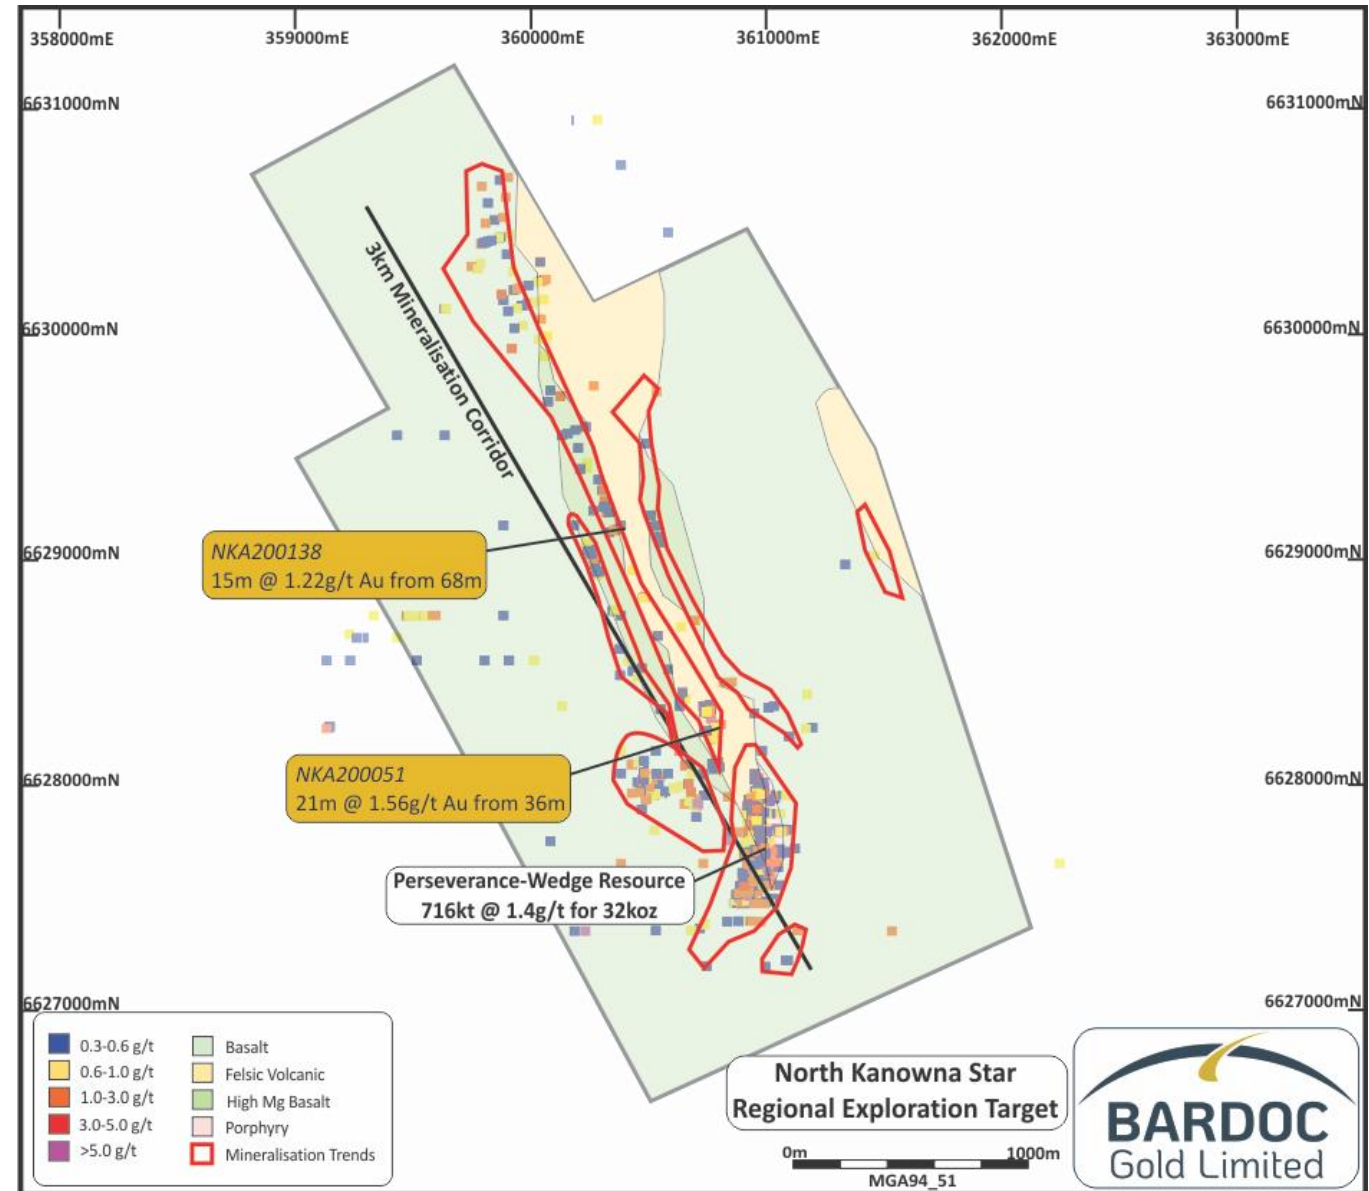 358000mE
359000mE
360000mE
361000mE
362000mE
363000mE
6631000mN
6631000mN
3km Mineralisation Corridor
6630000mN
6630000mN
NKA200138
15m @ 1.22g/t Au from 68m
6629000mN
6629000mN
NKA200051
21m @ 1.56g/t Au from 36m
6628000mN
6628000mN
Perseverance-Wedge Resource
716kt @ 1.4g/t for 32koz
6627000mN
6627000mN
0.3-0.6 g/t
0.6-1.0 g/t
1.0-3.0 g/t
3.0-5.0 g/t
>5.0 g/t
Basalt
Felsic Volcanic
High Mg Basalt
Porphyry
Mineralisation Trends
North Kanowna Star
Regional Exploration Target
0m
1000m
MGA94_51
BARDOC
Gold Limited